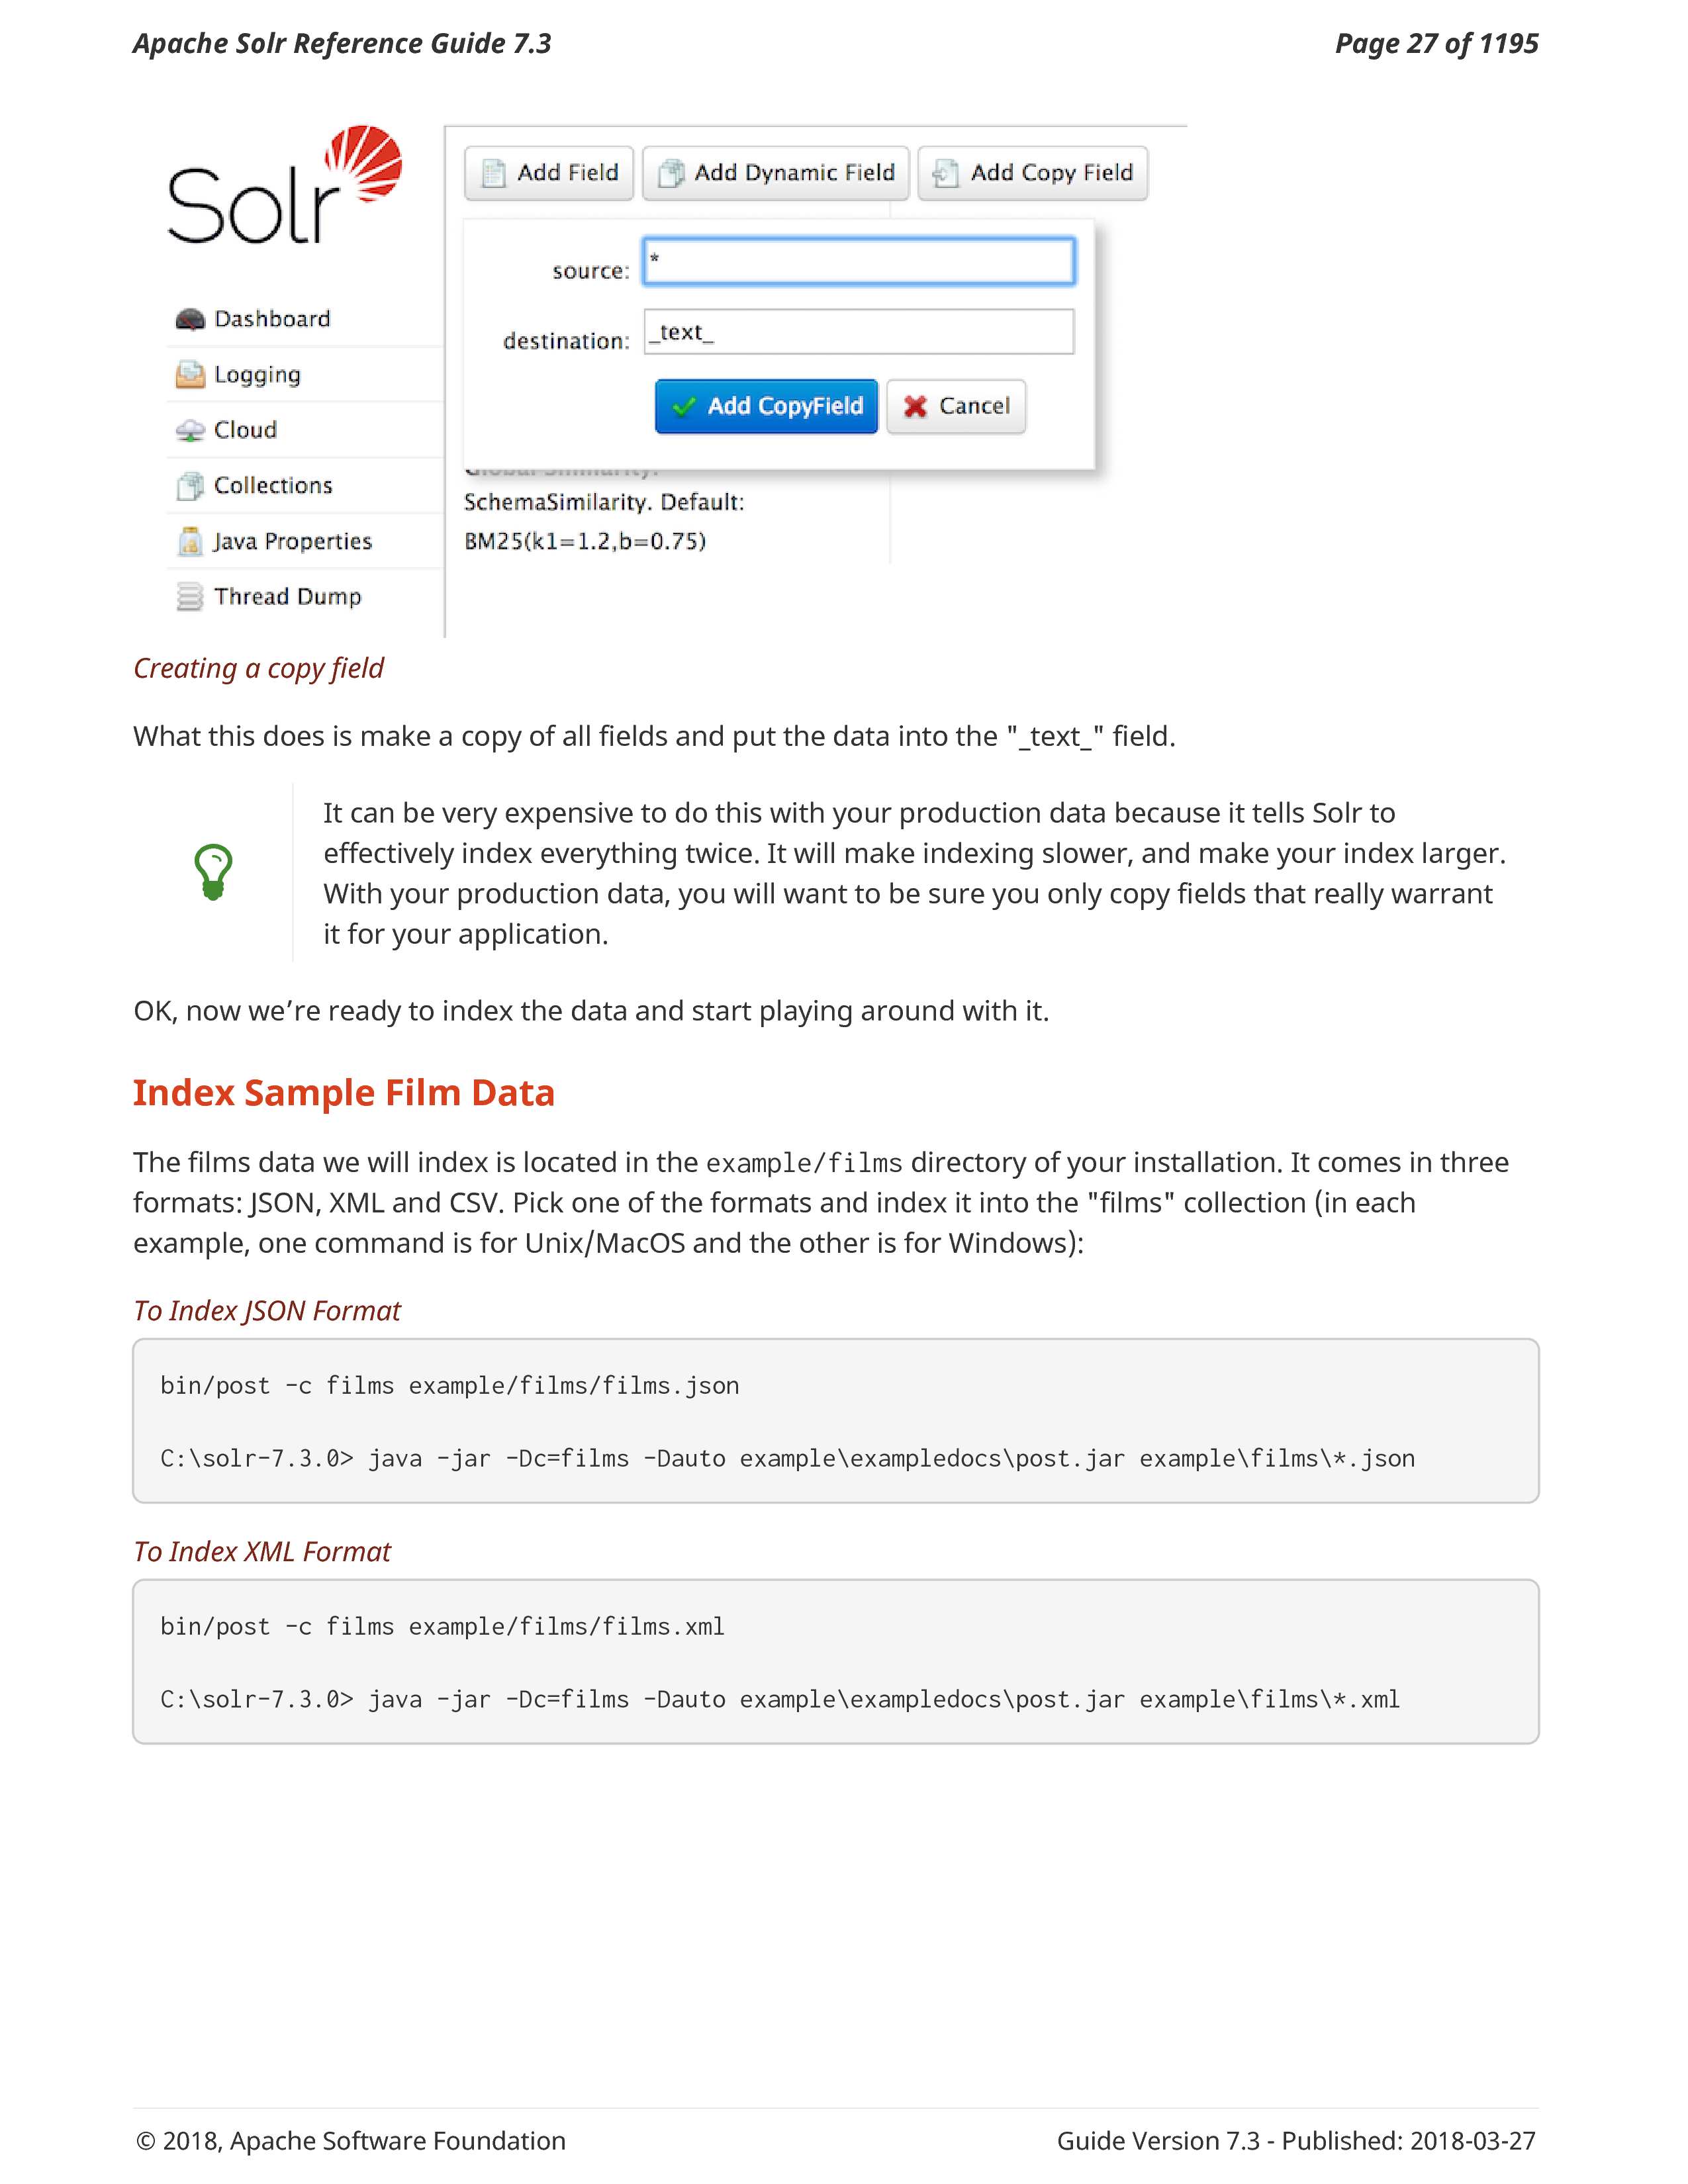 Apache Solr Reference Guide 7.3
Page 27 of 1195
Solr
Add Field
Add Dynamic Field
Add Copy Field
source: *
destination: _text_
Add CopyField
Cancel
Dashboard
Logging
Cloud
Collections
Java Properties
Thread Dump
Global Similarity:
SchemaSimilarity. Default:
BM25(k1=1.2,b=0.75)
Creating a copy field
What this does is make a copy of all fields and put the data into the "_text_" field.
It can be very expensive to do this with your production data because it tells Solr to
effectively index everything twice. It will make indexing slower, and make your index larger.
With your production data, you will want to be sure you only copy fields that really warrant
it for your application.
OK, now we’re ready to index the data and start playing around with it.
Index Sample Film Data
The films data we will index is located in the example/films directory of your installation. It comes in three
formats: JSON, XML and CSV. Pick one of the formats and index it into the "films" collection (in each
example, one command is for Unix/MacOS and the other is for Windows):
To Index JSON Format
bin/post -c films example/films/films.json
C:\solr-7.3.0> java -jar -Dc=films -Dauto example\exampledocs\post.jar example\films\*.json
To Index XML Format
bin/post -c films example/films/films.xml
C:\solr-7.3.0> java -jar -Dc=films -Dauto example\exampledocs\post.jar example\films\*.xml
© 2018, Apache Software Foundation
Guide Version 7.3 - Published: 2018-03-27